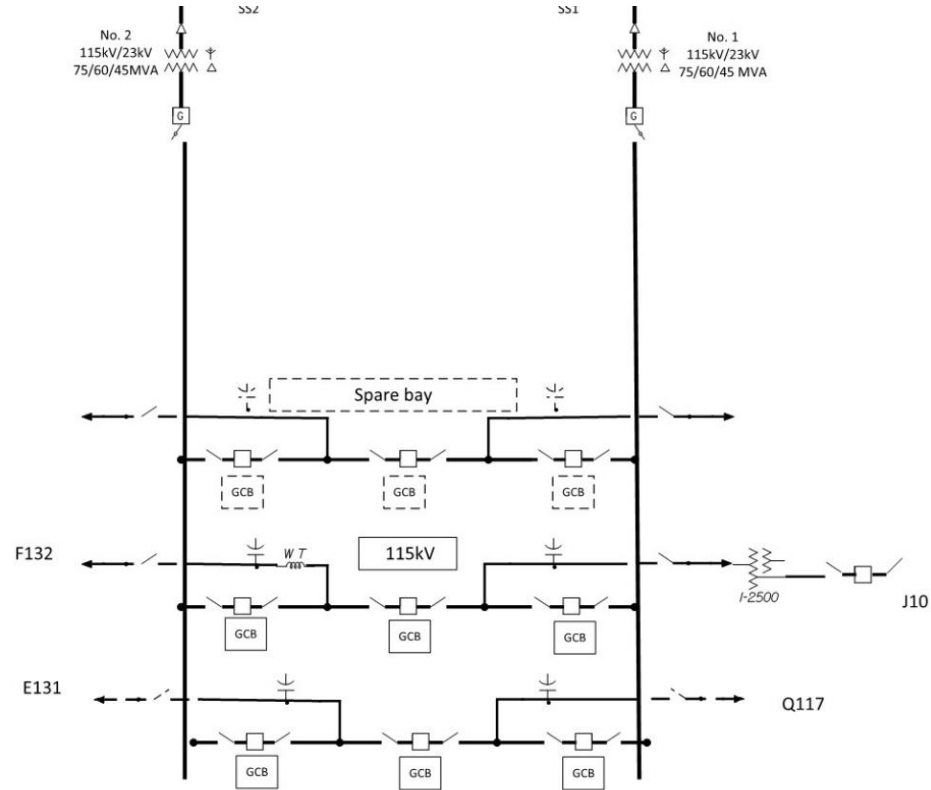 SS2
SS1
No. 2
115kV/23kV
75/60/45MVA
No. 1
115kV/23kV
75/60/45 MVA
G
G
Spare bay
GCB
GCB
GCB
F132
W T
115kV
1-2500
J10
GCB
GCB
GCB
E131
Q117
GCB
GCB
GCB